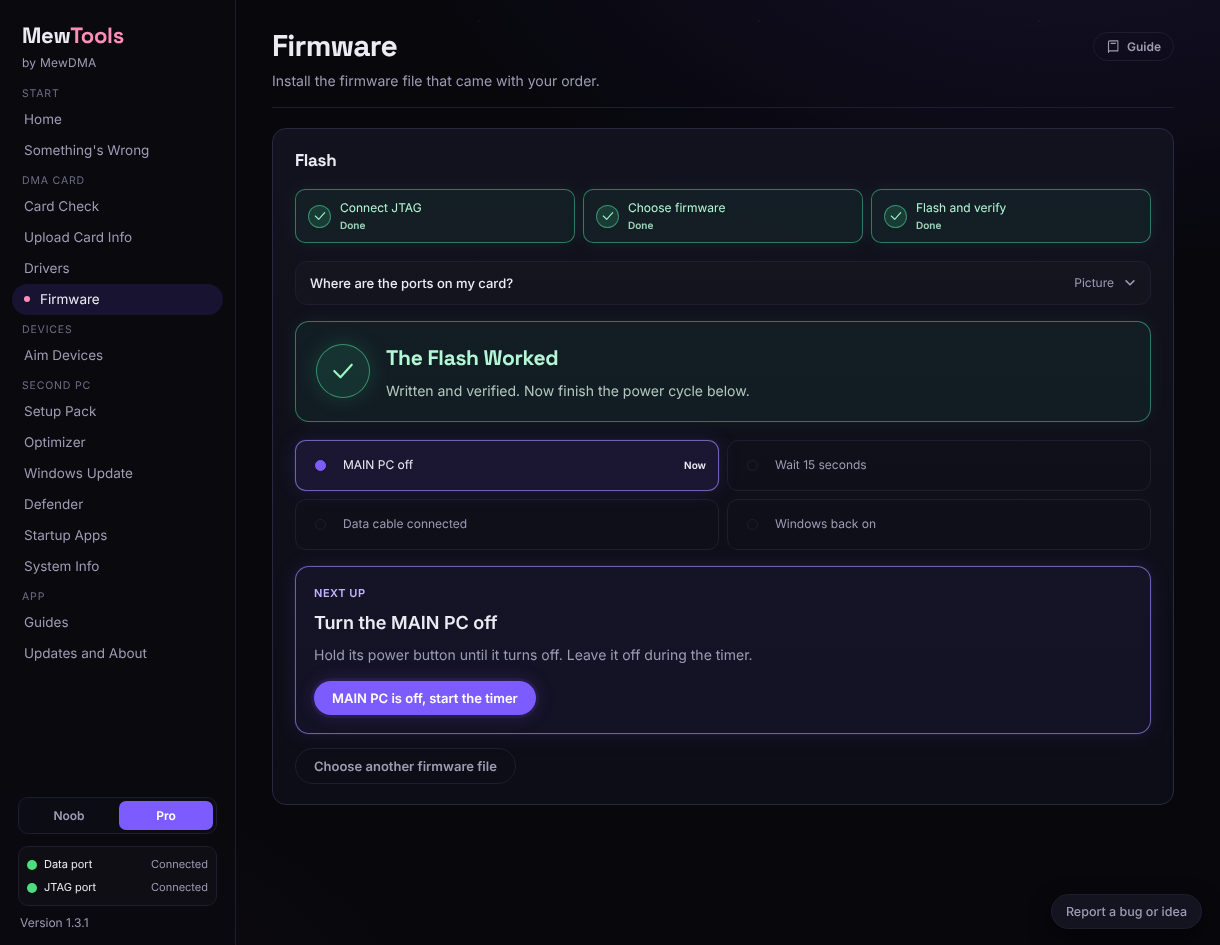 MewTools
by MewDMA
START
Home
Something's Wrong
DMA CARD
Card Check
Upload Card Info
Drivers
Firmware
DEVICES
Aim Devices
SECOND PC
Setup Pack
Optimizer
Windows Update
Defender
Startup Apps
System Info
APP
Guides
Updates and About
Noob
Pro
Data port Connected
JTAG port Connected
Version 1.3.1
Firmware
Guide
Install the firmware file that came with your order.
Flash
Connect JTAG
Done
Choose firmware
Done
Flash and verify
Done
Where are the ports on my card?
Picture
The Flash Worked
Written and verified. Now finish the power cycle below.
MAIN PC off
Now
Wait 15 seconds
Data cable connected
Windows back on
NEXT UP
Turn the MAIN PC off
Hold its power button until it turns off. Leave it off during the timer.
MAIN PC is off, start the timer
Choose another firmware file
Report a bug or idea